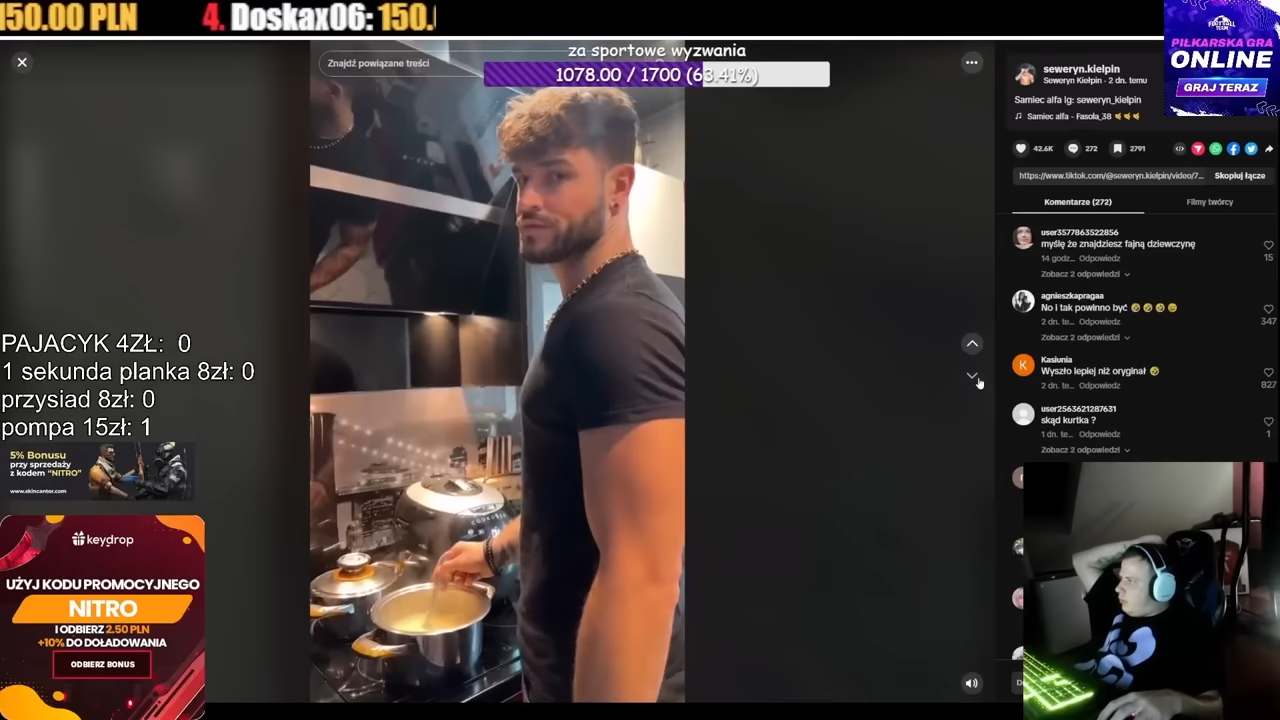 150.00 PLN
4. Doskax06: 150.
FOOTBALL TEAM
PIŁKARSKA GRA
ONLINE
GRAJ TERAZ
Znajdź powiązane treści
za sportowe wyzwania
1078.00 / 1700 (63.41%)
seweryn.kielpin
Seweryn Kiełpin · 2 dn. temu
Samiec alfa Ig: seweryn_kiełpin
Samiec alfa - Fasola_38
42.6K
272
2791
https://www.tiktok.com/@seweryn.kielpin/video/7...
Skopiuj łącze
Komentarze (272)
Filmy twórcy
user3577863522856
myślę że znajdziesz fajną dziewczynę
15
14 godz... Odpowiedz
Zobacz 2 odpowiedzi
agnieszkapragaa
No i tak powinno być 🤣🤣🤣😊
347
2 dn. te... Odpowiedz
Zobacz 2 odpowiedzi
K
Kasiunia
Wyszło lepiej niż oryginał 🤣
827
2 dn. te... Odpowiedz
user2563621287631
skąd kurtka ?
1
1 dn. te... Odpowiedz
Zobacz 2 odpowiedzi
PAJACYK 4ZŁ: 0
1 sekunda planka 8zł: 0
przysiad 8zł: 0
pompa 15zł: 1
5% Bonusu
przy sprzedaży
z kodem "NITRO"
www.skincantor.com
keydrop
UŻYJ KODU PROMOCYJNEGO
NITRO
I ODBIERZ 2.50 PLN
+10% DO DOŁADOWANIA
ODBIERZ BONUS